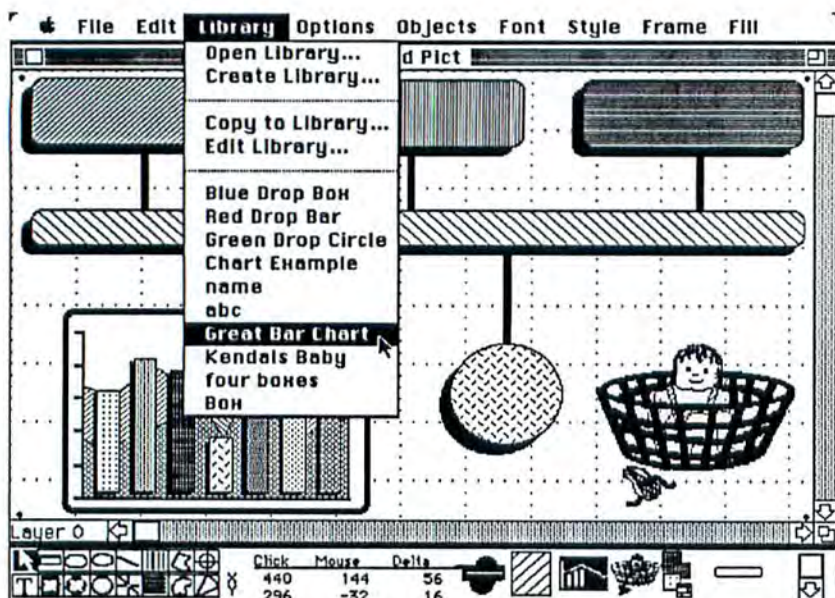 File Edit Library Options Objects Font Style Frame Fill
d Pict
Open Library...
Create Library...
Copy to Library...
Edit Library...
Blue Drop Box
Red Drop Bar
Green Drop Circle
Chart Example
name
abc
Great Bar Chart
Kendals Baby
four boxes
Box
Layer 0
Click Mouse Delta
X 440 144 56
Y 296 -32 16
T